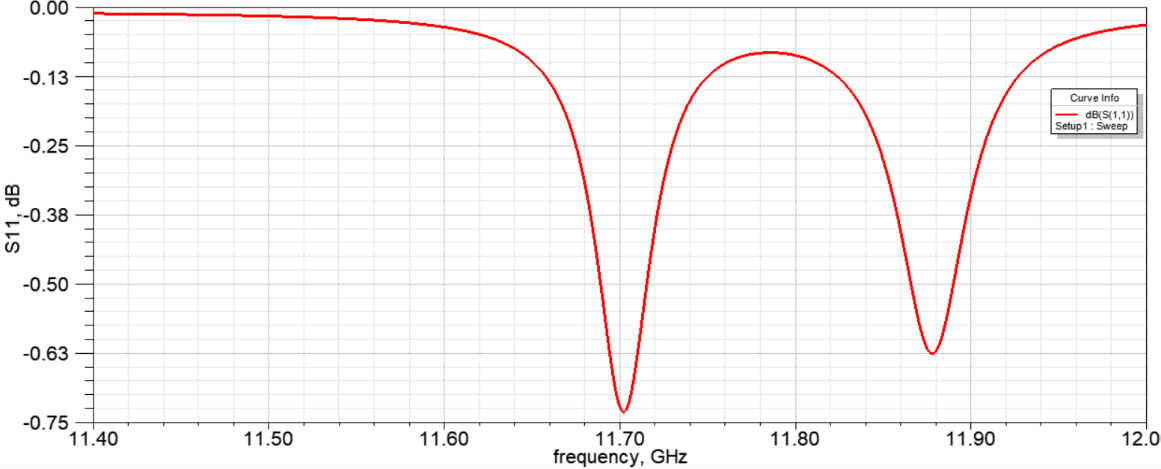 0.00
-0.13
-0.25
-0.38
-0.50
-0.63
-0.75
S11, dB
11.40 11.50 11.60 11.70 11.80 11.90 12.0
frequency, GHz
Curve Info
dB(S(1,1))
Setup1 : Sweep